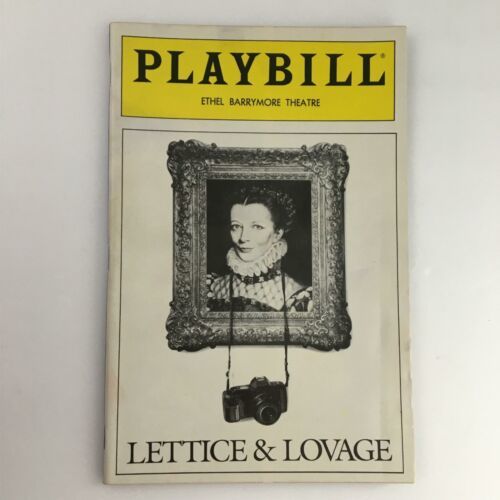 PLAYBILL®
ETHEL BARRYMORE THEATRE
LETTICE & LOVAGE